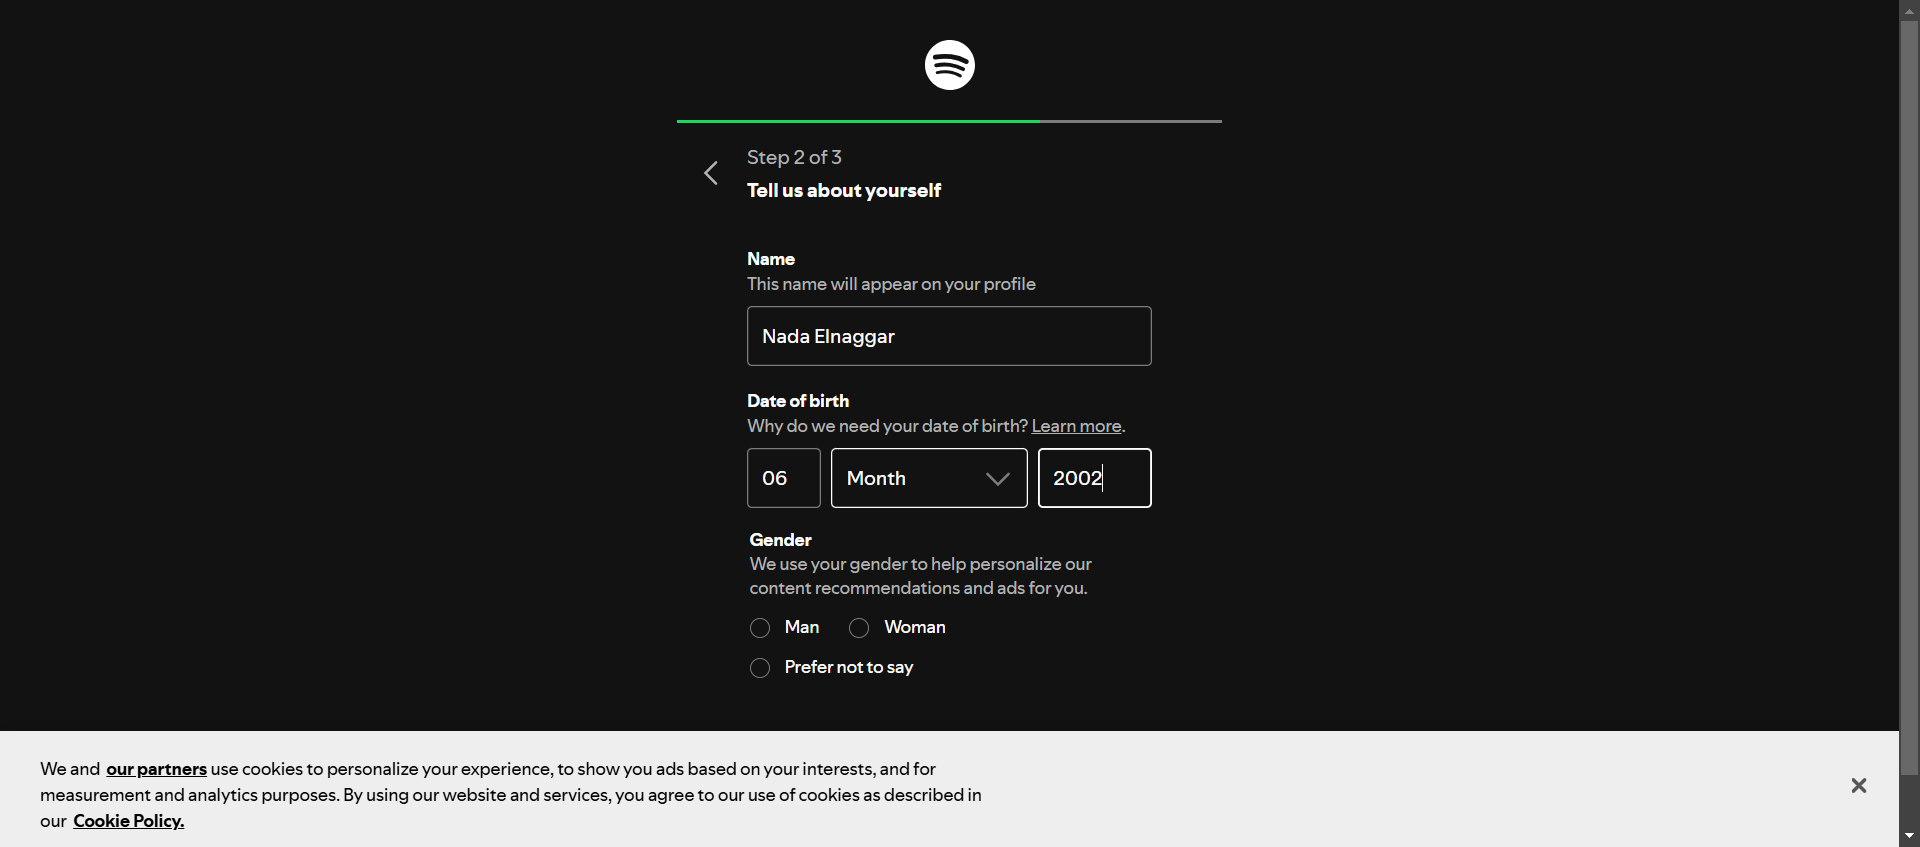 Step 2 of 3
Tell us about yourself
Name
This name will appear on your profile
Nada Elnaggar
Date of birth
Why do we need your date of birth? Learn more.
06 Month 2002
Gender
We use your gender to help personalize our
content recommendations and ads for you.
Man Woman
Prefer not to say
We and our partners use cookies to personalize your experience, to show you ads based on your interests, and for
measurement and analytics purposes. By using our website and services, you agree to our use of cookies as described in
our Cookie Policy.